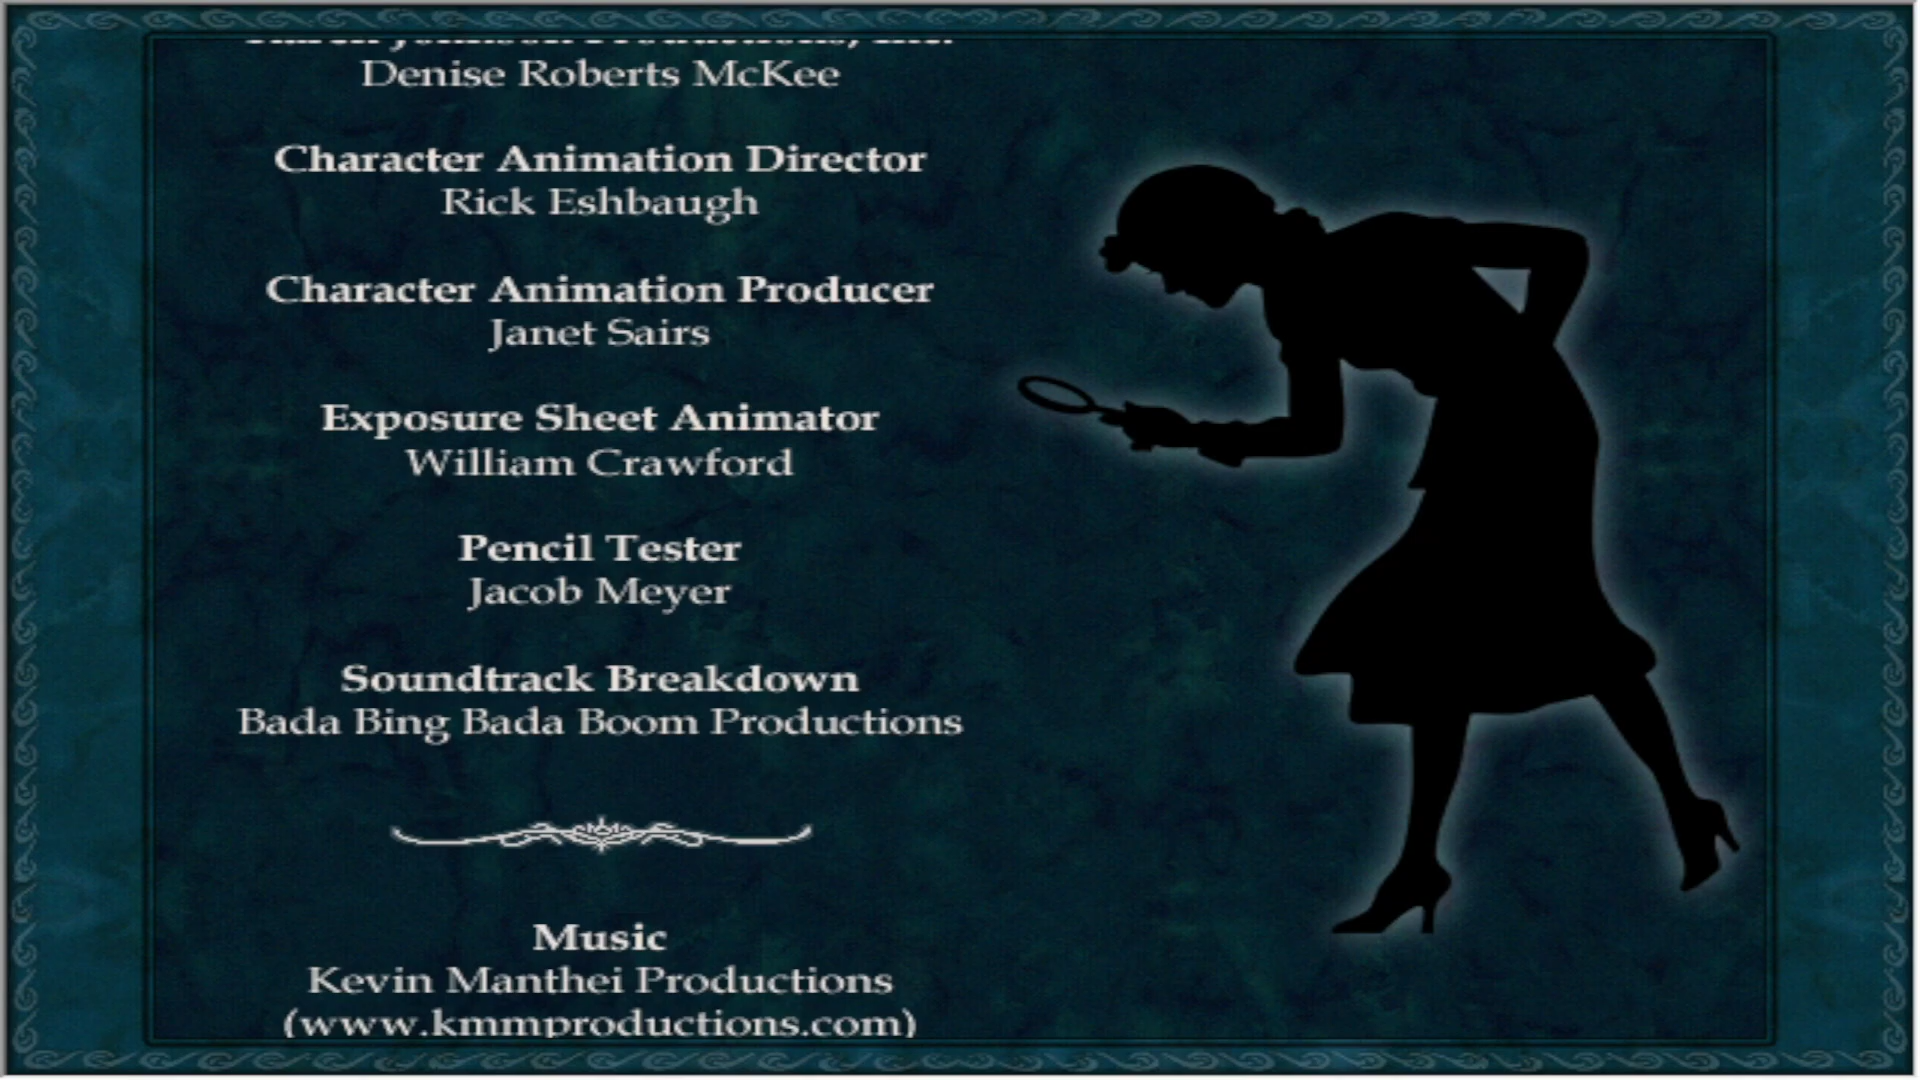 Denise Roberts McKee
Character Animation Director
Rick Eshbaugh
Character Animation Producer
Janet Sairs
Exposure Sheet Animator
William Crawford
Pencil Tester
Jacob Meyer
Soundtrack Breakdown
Bada Bing Bada Boom Productions
Music
Kevin Manthei Productions
(www.kmmproductions.com)